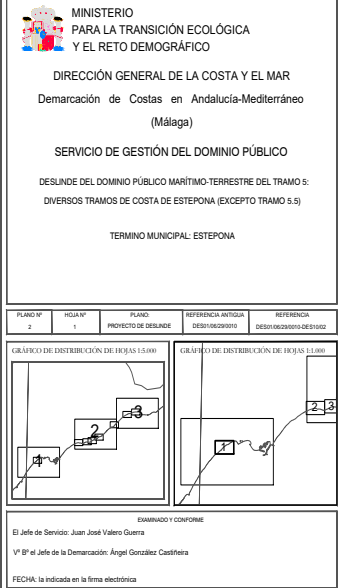 MINISTERIO
PARA LA TRANSICIÓN ECOLÓGICA
Y EL RETO DEMOGRÁFICO
DIRECCIÓN GENERAL DE LA COSTA Y EL MAR
Demarcación de Costas en Andalucía-Mediterráneo
(Málaga)
SERVICIO DE GESTIÓN DEL DOMINIO PÚBLICO
DESLINDE DEL DOMINIO PÚBLICO MARÍTIMO-TERRESTRE DEL TRAMO 5:
DIVERSOS TRAMOS DE COSTA DE ESTEPONA (EXCEPTO TRAMO 5.5)
TERMINO MUNICIPAL: ESTEPONA
PLANO Nº HOJA Nº PLANO: REFERENCIA ANTIGUA REFERENCIA
2 1 PROYECTO DE DESLINDE DES01/06/29/0010 DES01/06/29/0010-DES10/02
GRÁFICO DE DISTRIBUCIÓN DE HOJAS 1:5.000 GRÁFICO DE DISTRIBUCIÓN DE HOJAS 1:1.000
2 3
3
2
1
1
EXAMINADO Y CONFORME
El Jefe de Servicio: Juan José Valero Guerra
Vº Bº el Jefe de la Demarcación: Ángel González Castiñeira
FECHA: la indicada en la firma electrónica